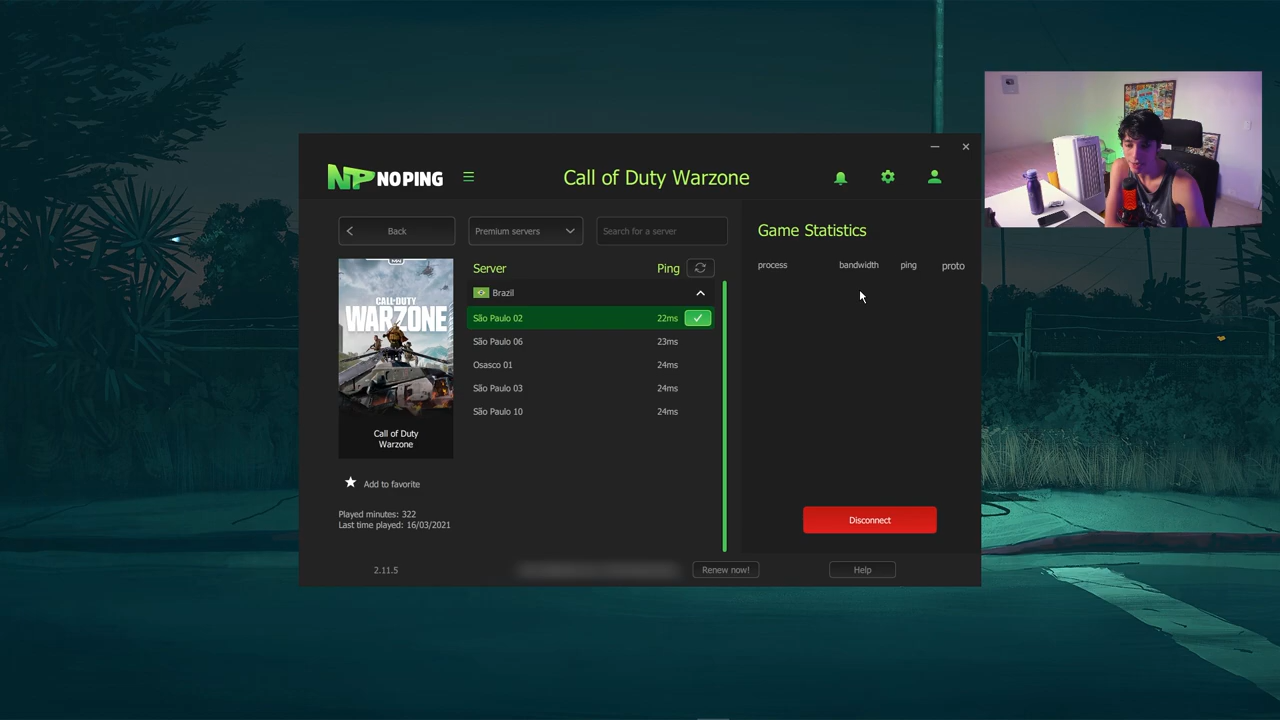 NP NO PING
Call of Duty Warzone
Back
Premium servers
Search for a server
Game Statistics
Server
Ping
process
bandwidth
ping
proto
Brazil
São Paulo 02
22ms
São Paulo 06
23ms
Osasco 01
24ms
São Paulo 03
24ms
São Paulo 10
24ms
CALL OF DUTY
WARZONE
Call of Duty
Warzone
Add to favorite
Played minutes: 322
Last time played: 16/03/2021
Disconnect
2.11.5
Renew now!
Help